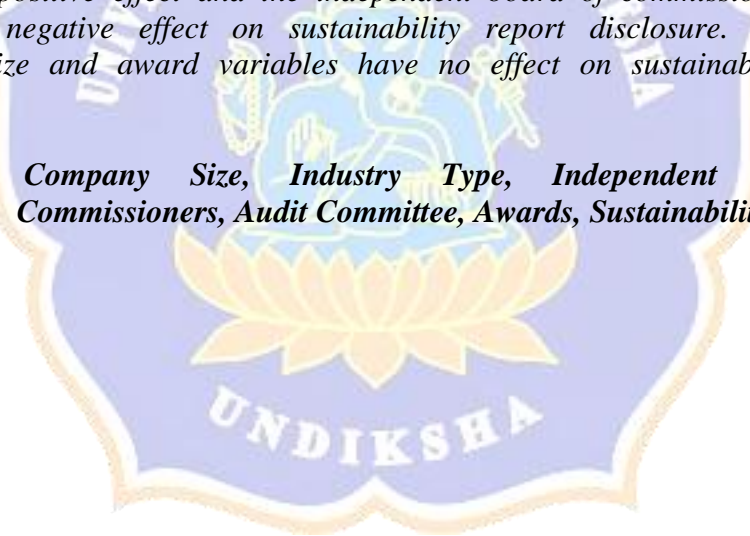 positive effect and the independent board of commissio
negative effect on sustainability report disclosure.
ize and award variables have no effect on sustainab
Company Size, Industry Type, Independent
Commissioners, Audit Committee, Awards, Sustainabili
UNDIKSHA